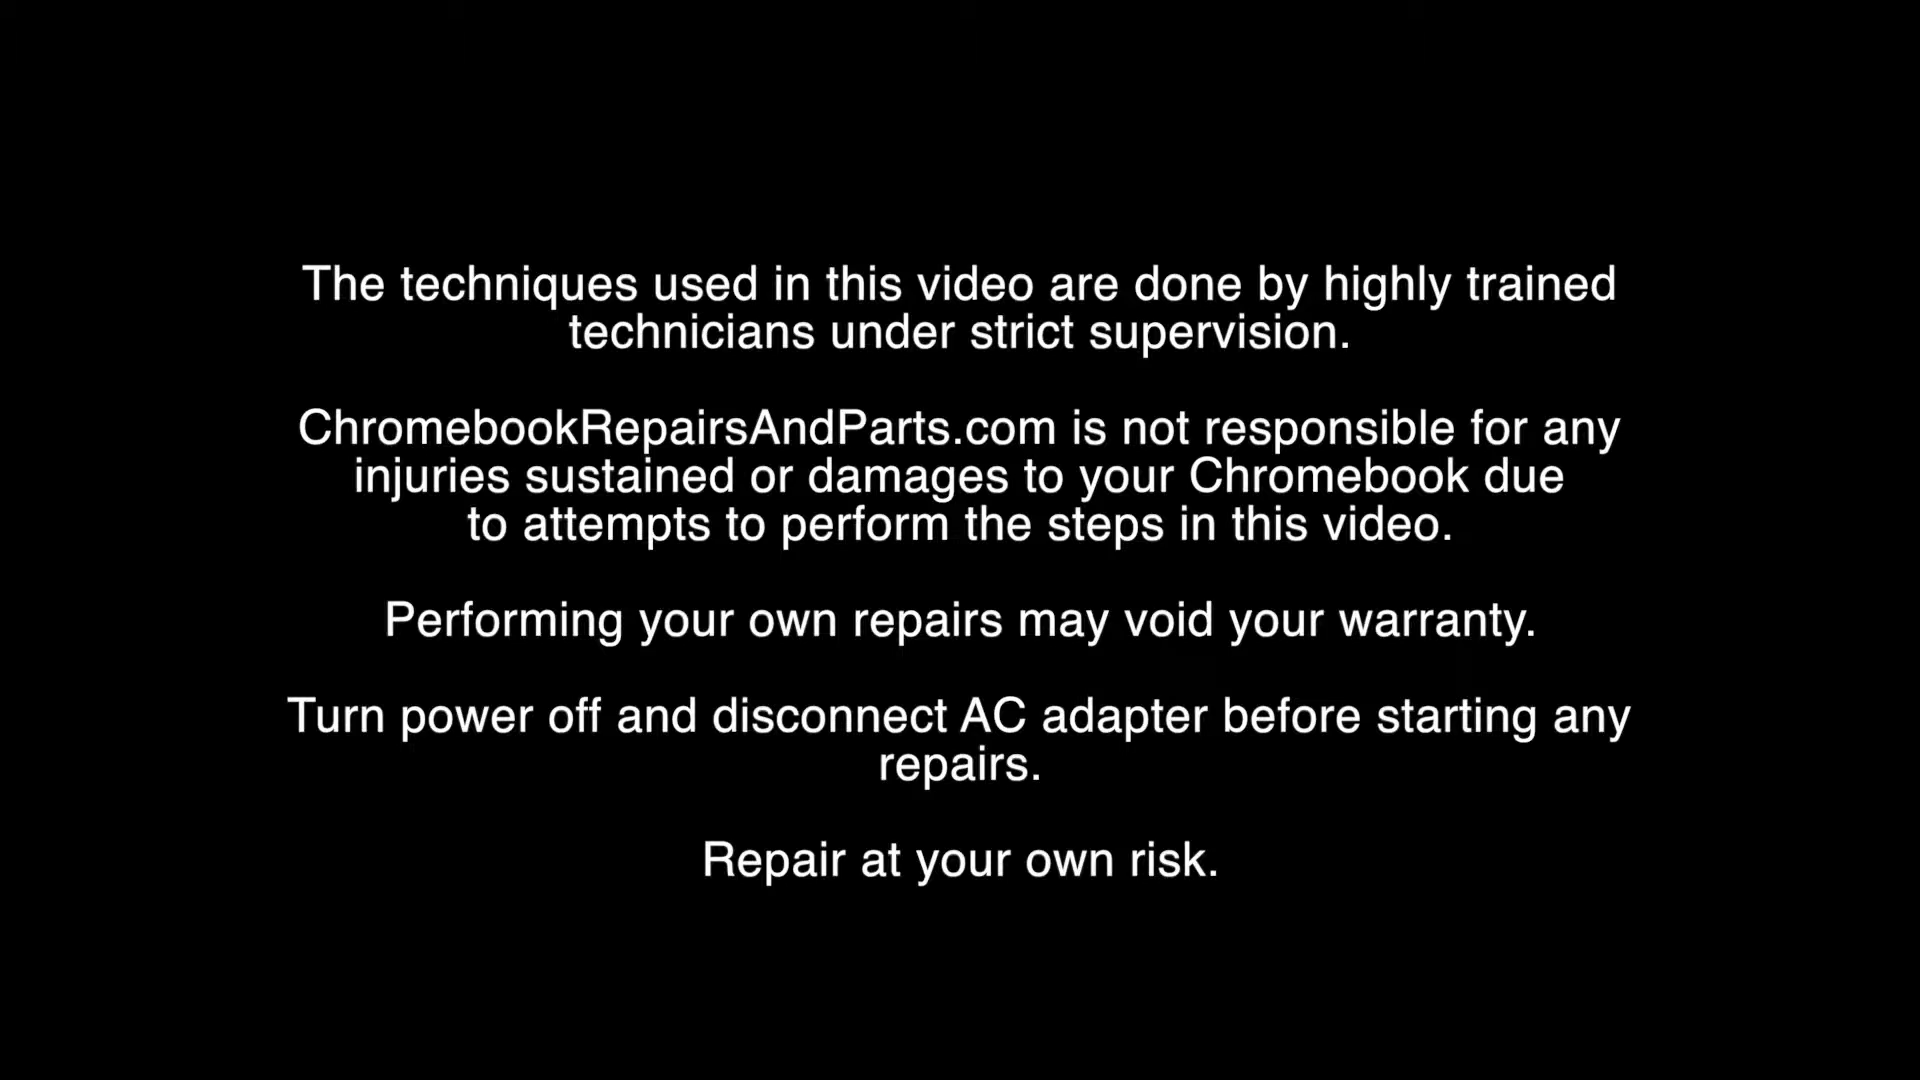 The techniques used in this video are done by highly trained
technicians under strict supervision.
ChromebookRepairsAndParts.com is not responsible for any
injuries sustained or damages to your Chromebook due
to attempts to perform the steps in this video.
Performing your own repairs may void your warranty.
Turn power off and disconnect AC adapter before starting any
repairs.
Repair at your own risk.